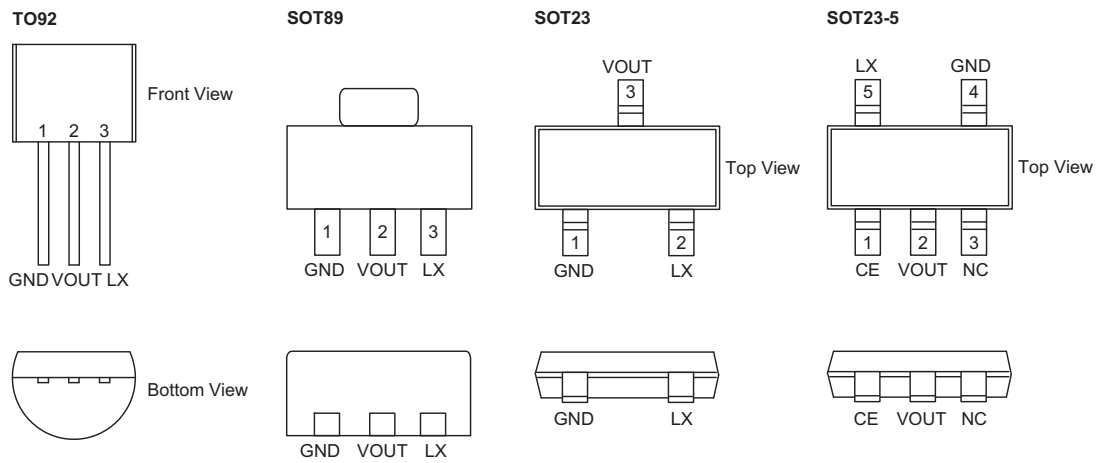 TO92
SOT89
SOT23
SOT23-5
Front View
1 2 3
GND VOUT LX
Bottom View
1 2 3
GND VOUT LX
GND VOUT LX
VOUT
3
Top View
1 2
GND LX
GND LX
LX GND
5 4
Top View
1 2 3
CE VOUT NC
CE VOUT NC